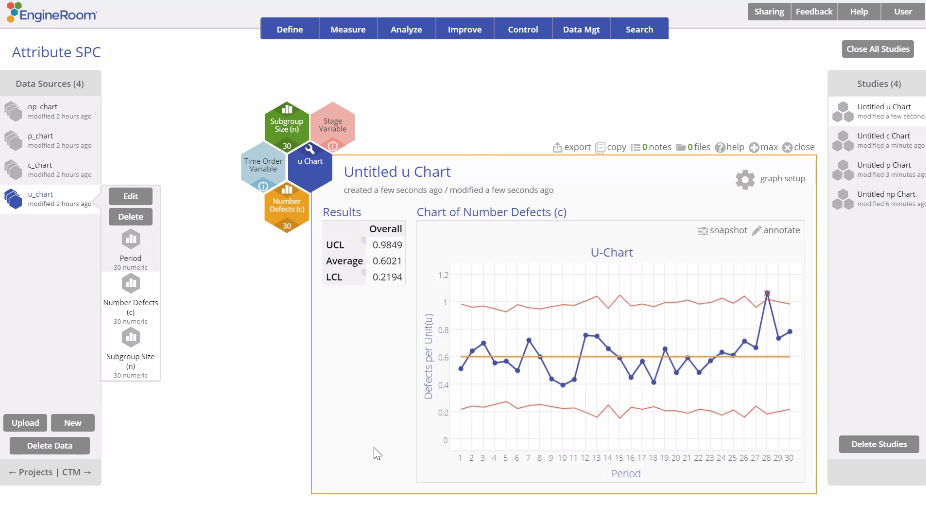 EngineRoom
Sharing
Feedback
Help
User
Define
Measure
Analyze
Improve
Control
Data Mgt
Search
Attribute SPC
Close All Studies
Data Sources (4)
np_chart
modified 2 hours ago
p_chart
modified 2 hours ago
c_chart
modified 2 hours ago
u_chart
modified 2 hours ago
Edit
Delete
Period
30 numeric
Number Defects
(c)
30 numeric
Subgroup Size
(n)
30 numeric
Upload
New
Delete Data
← Projects | CTM →
Subgroup
Size (n)
30
Stage
Variable
Time Order
Variable
u Chart
Number
Defects (c)
30
export
copy
0 notes
0 files
help
max
close
Untitled u Chart
created a few seconds ago / modified a few seconds ago
graph setup
Results
Overall
UCL 0.9849
Average 0.6021
LCL 0.2194
Chart of Number Defects (c)
snapshot
annotate
U-Chart
Defects per Unit(u)
1.2
1
0.8
0.6
0.4
0.2
0
1 2 3 4 5 6 7 8 9 10 11 12 13 14 15 16 17 18 19 20 21 22 23 24 25 26 27 28 29 30
Period
Studies (4)
Untitled u Chart
modified a few second.
Untitled c Chart
modified a minute ago
Untitled p Chart
modified 4 minutes ago
Untitled np Chart
modified 6 minutes ago
Delete Studies